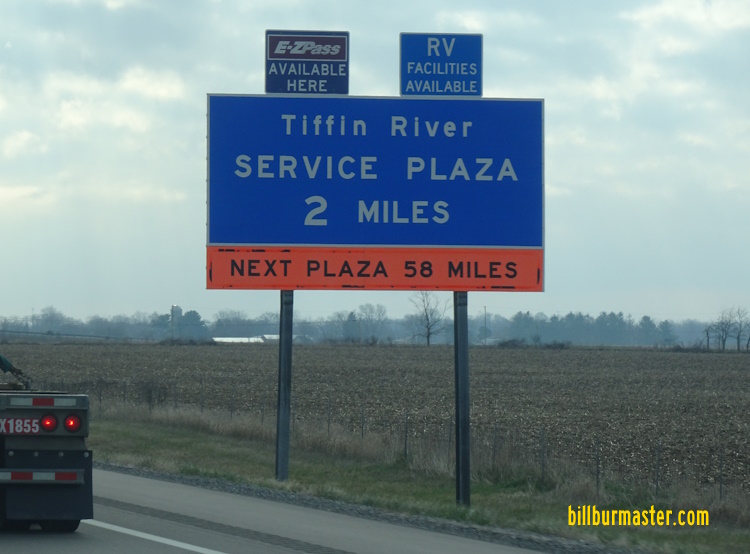 E-ZPass
AVAILABLE
HERE
RV
FACILITIES
AVAILABLE
Tiffin River
SERVICE PLAZA
2 MILES
NEXT PLAZA 58 MILES
X1855
billburmaster.com